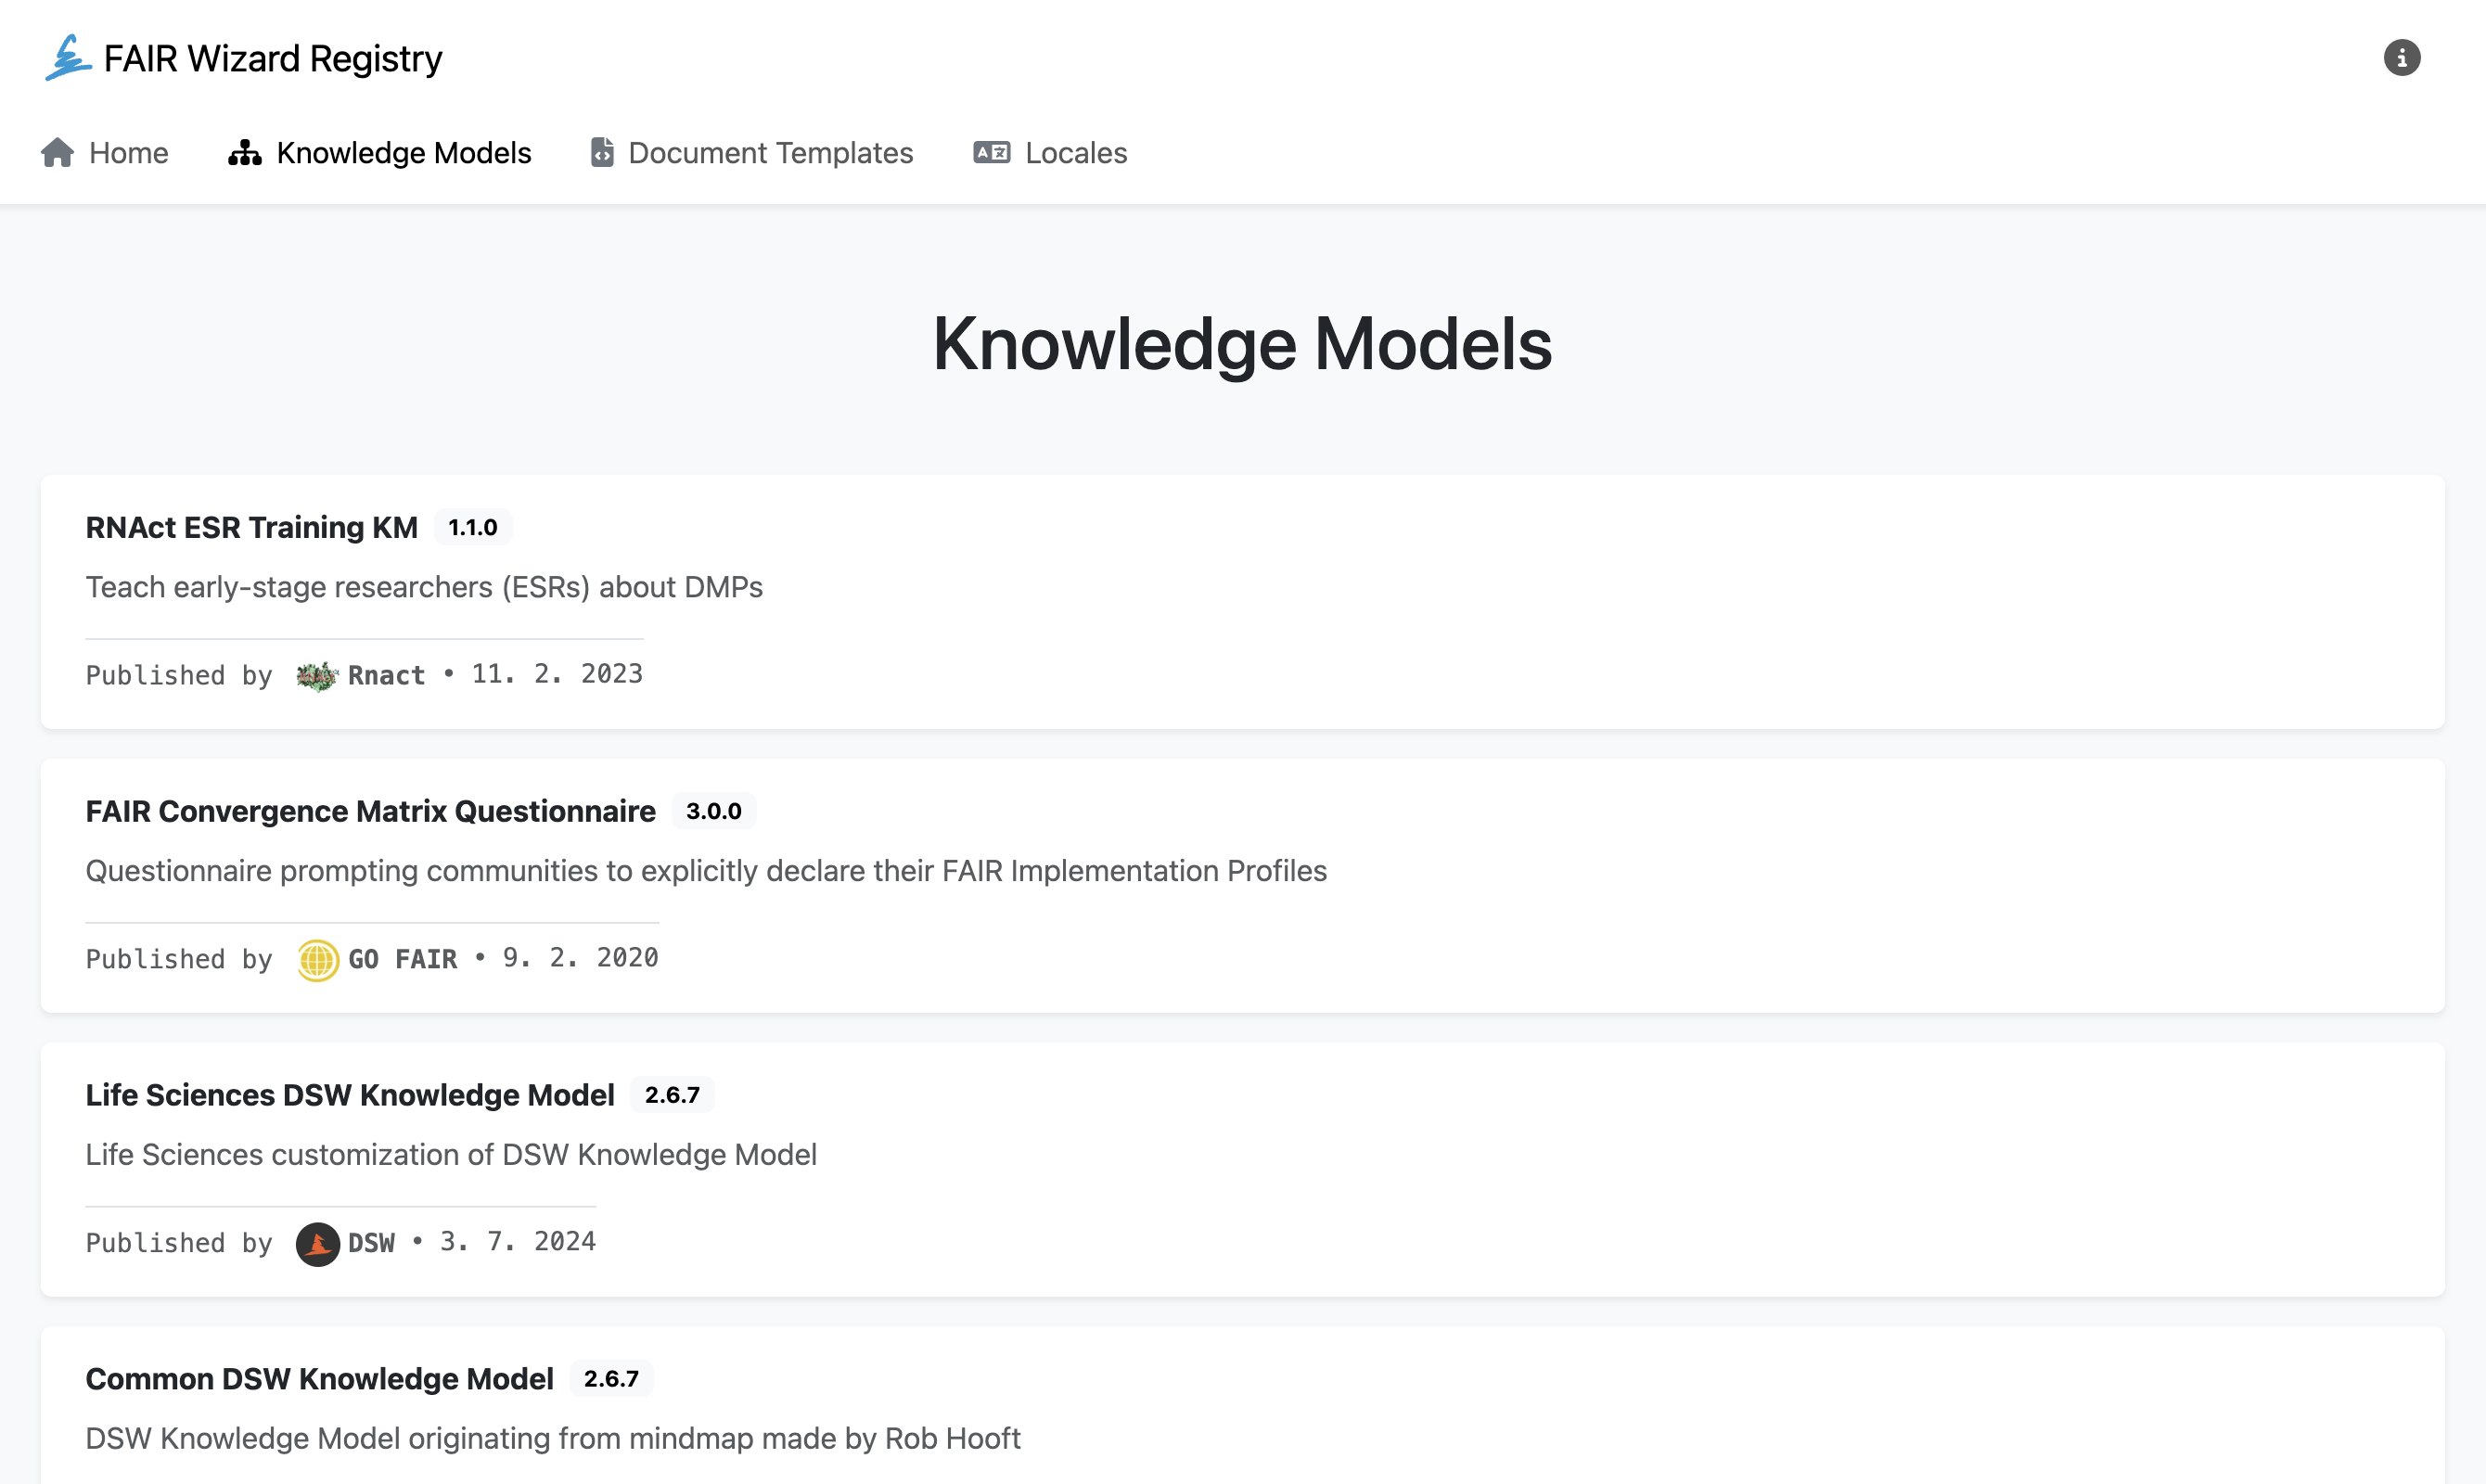 FAIR Wizard Registry
Home Knowledge Models Document Templates Locales
Knowledge Models
RNAct ESR Training KM 1.1.0
Teach early-stage researchers (ESRs) about DMPs
Published by Rnact • 11. 2. 2023
FAIR Convergence Matrix Questionnaire 3.0.0
Questionnaire prompting communities to explicitly declare their FAIR Implementation Profiles
Published by GO FAIR • 9. 2. 2020
Life Sciences DSW Knowledge Model 2.6.7
Life Sciences customization of DSW Knowledge Model
Published by DSW • 3. 7. 2024
Common DSW Knowledge Model 2.6.7
DSW Knowledge Model originating from mindmap made by Rob Hooft